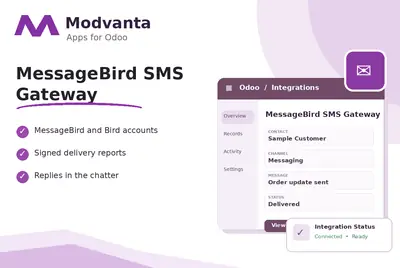 Modvanta
Apps for Odoo
MessageBird SMS
Gateway
MessageBird and Bird accounts
Signed delivery reports
Replies in the chatter
Odoo / Integrations
Overview
Records
Activity
Settings
MessageBird SMS Gateway
CONTACT
Sample Customer
CHANNEL
Messaging
MESSAGE
Order update sent
STATUS
Delivered
View
Integration Status
Connected • Ready